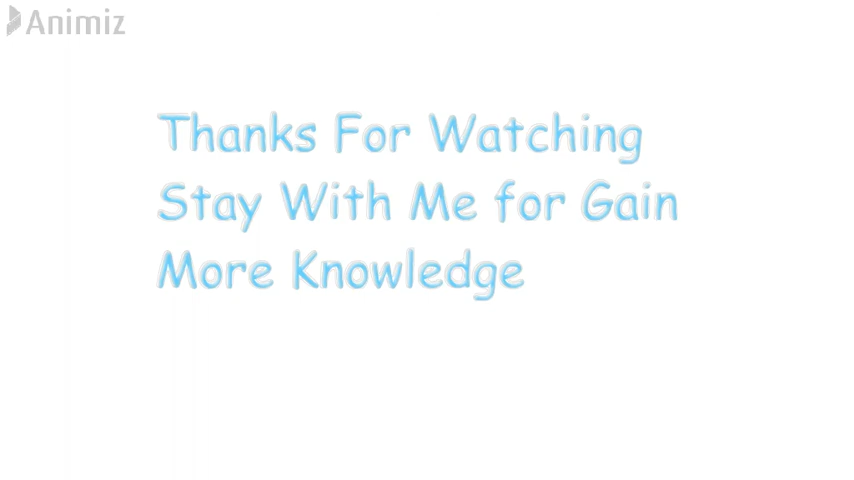 Animiz
Thanks For Watching
Stay With Me for Gain
More Knowledge